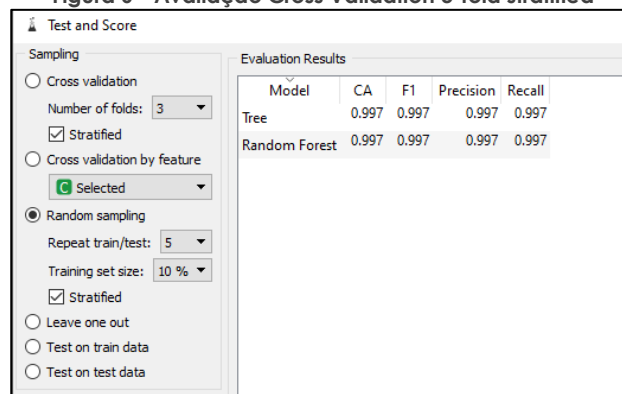 Test and Score
Sampling
Cross validation
Number of folds: 3
Stratified
Cross validation by feature
C Selected
Random sampling
Repeat train/test: 5
Training set size: 10 %
Stratified
Leave one out
Test on train data
Test on test data
Evaluation Results
Model CA F1 Precision Recall
Tree 0.997 0.997 0.997 0.997
Random Forest 0.997 0.997 0.997 0.997